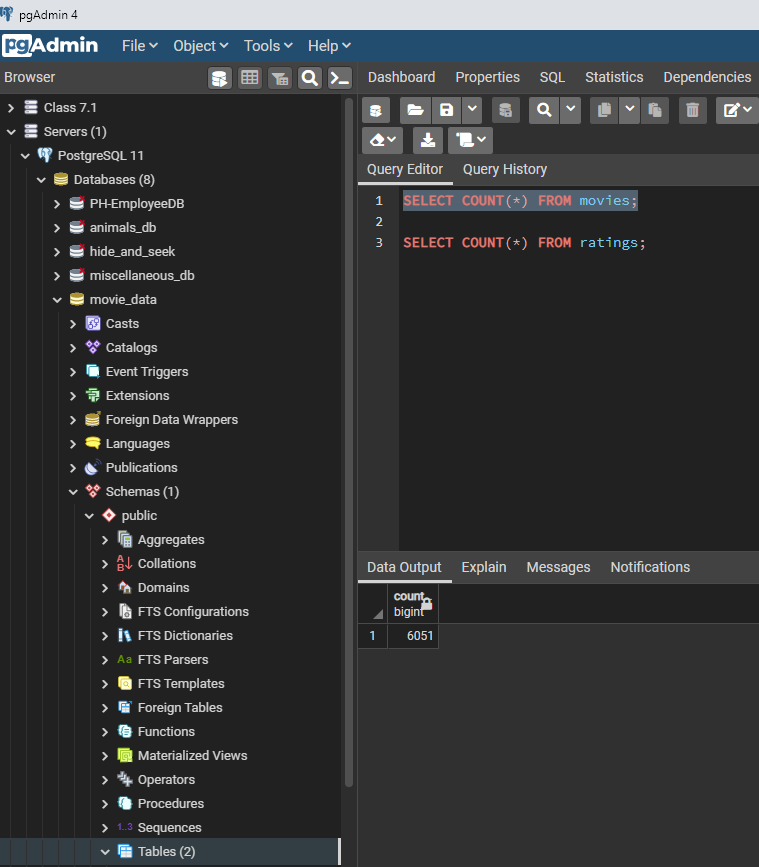 pgAdmin 4
pgAdmin File Object Tools Help
Browser
Dashboard Properties SQL Statistics Dependencies
Class 7.1
Servers (1)
PostgreSQL 11
Databases (8)
PH-EmployeeDB
animals_db
hide_and_seek
miscellaneous_db
movie_data
Casts
Catalogs
Event Triggers
Extensions
Foreign Data Wrappers
Languages
Publications
Schemas (1)
public
Aggregates
Collations
Domains
FTS Configurations
FTS Dictionaries
Aa FTS Parsers
FTS Templates
Foreign Tables
Functions
Materialized Views
Operators
Procedures
1..3 Sequences
Tables (2)
Query Editor Query History
1 SELECT COUNT(*) FROM movies;
2
3 SELECT COUNT(*) FROM ratings;
Data Output Explain Messages Notifications
count
bigint
1 6051